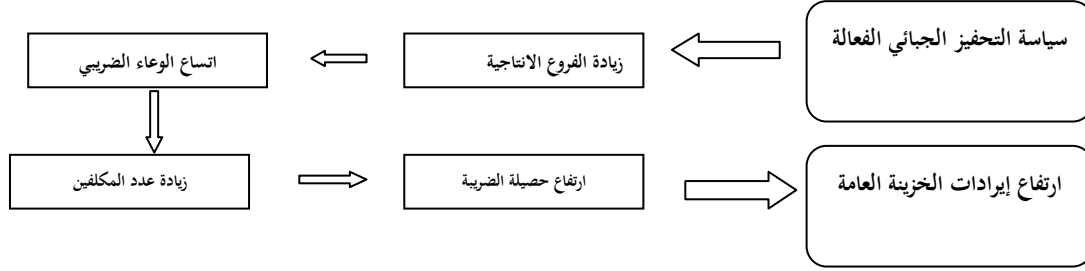 سياسة التحفيز الجبائي الفعالة
زيادة الفروع الانتاجية
اتساع الوعاء الضريبي
زيادة عدد المكلفين
ارتفاع حصيلة الضريبة
ارتفاع إيرادات الخزينة العامة